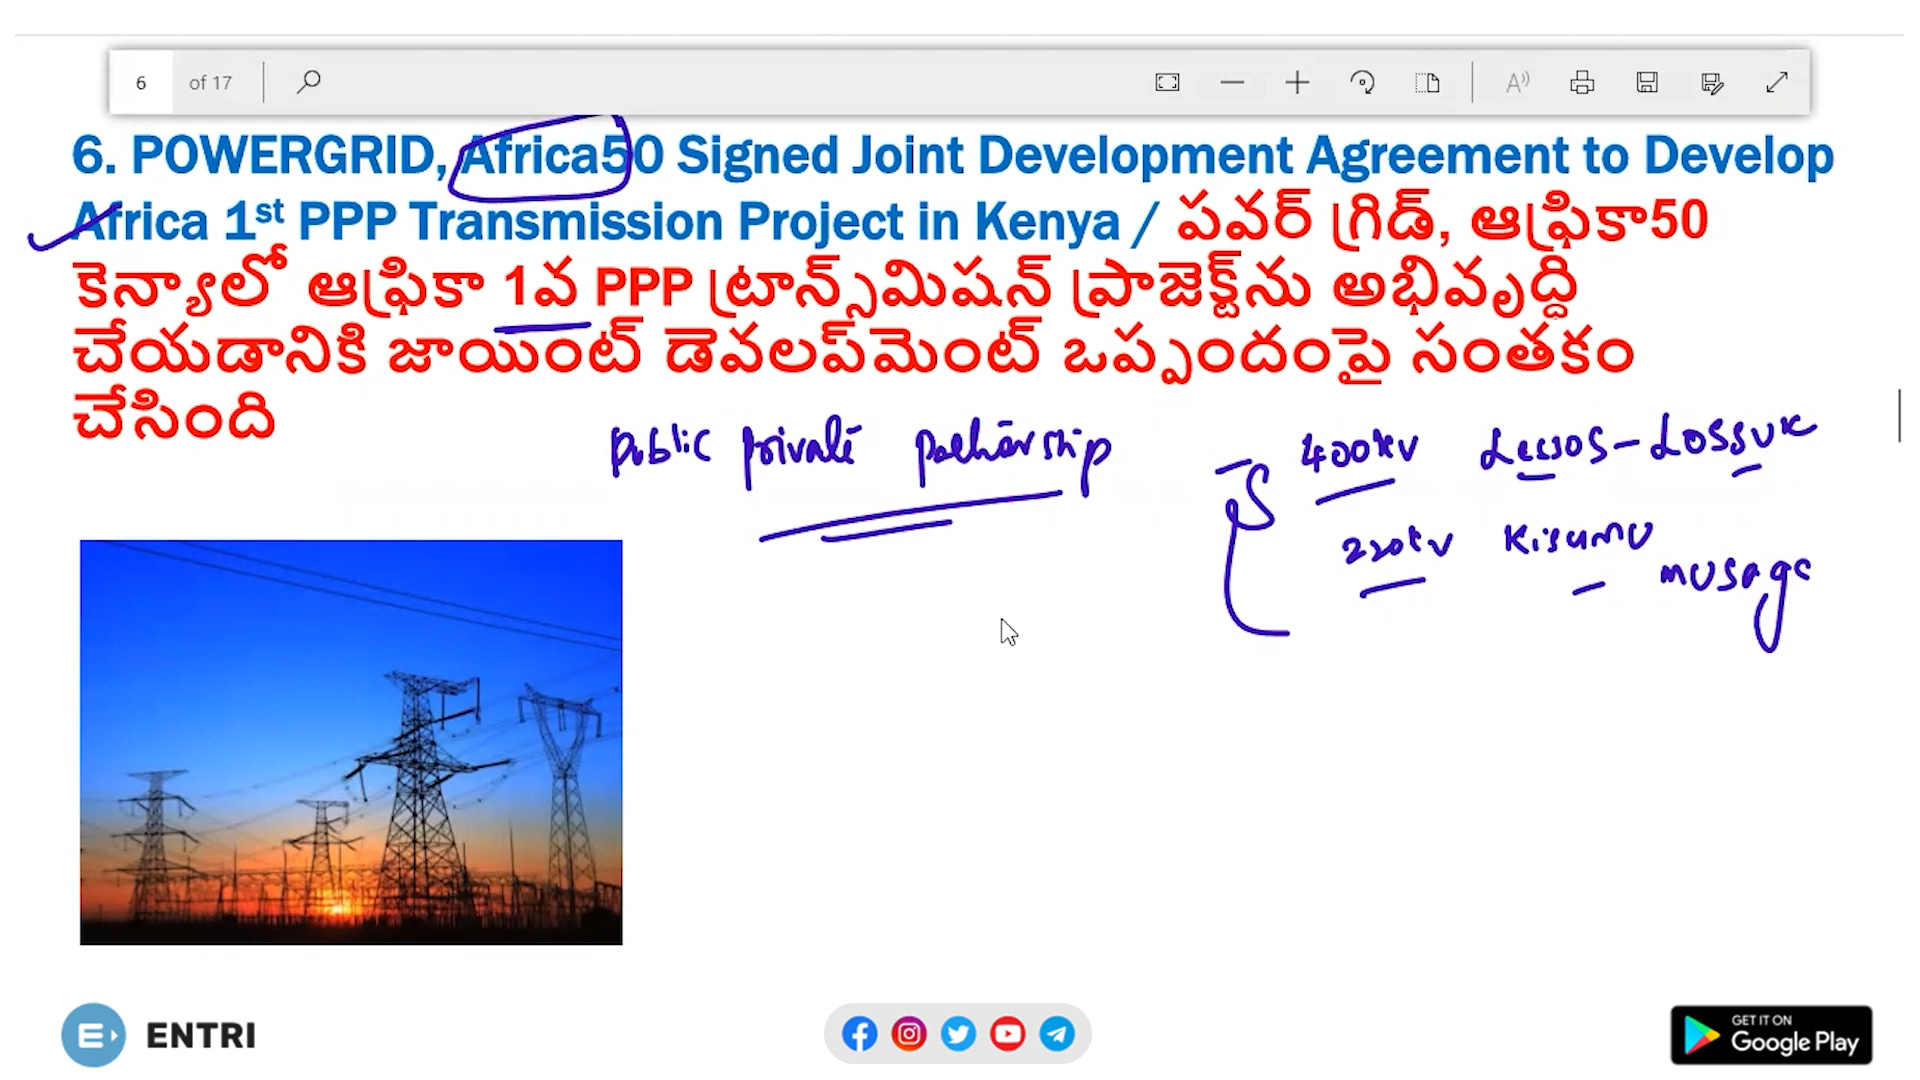 6 of 17
6. POWERGRID, Africa50 Signed Joint Development Agreement to Develop
Africa 1st PPP Transmission Project in Kenya / పవర్ గ్రిడ్, ఆఫ్రికా50
కెన్యాలో ఆఫ్రికా 1వ PPP ట్రాన్స్మిషన్ ప్రాజెక్ట్‌ను అభివృద్ధి
చేయడానికి జాయింట్ డెవలప్‌మెంట్ ఒప్పందంపై సంతకం
చేసింది
Public private
400kv Lessos-Lossuk
220kv Kisumu
musaga
ENTRI
GET IT ON
Google Play